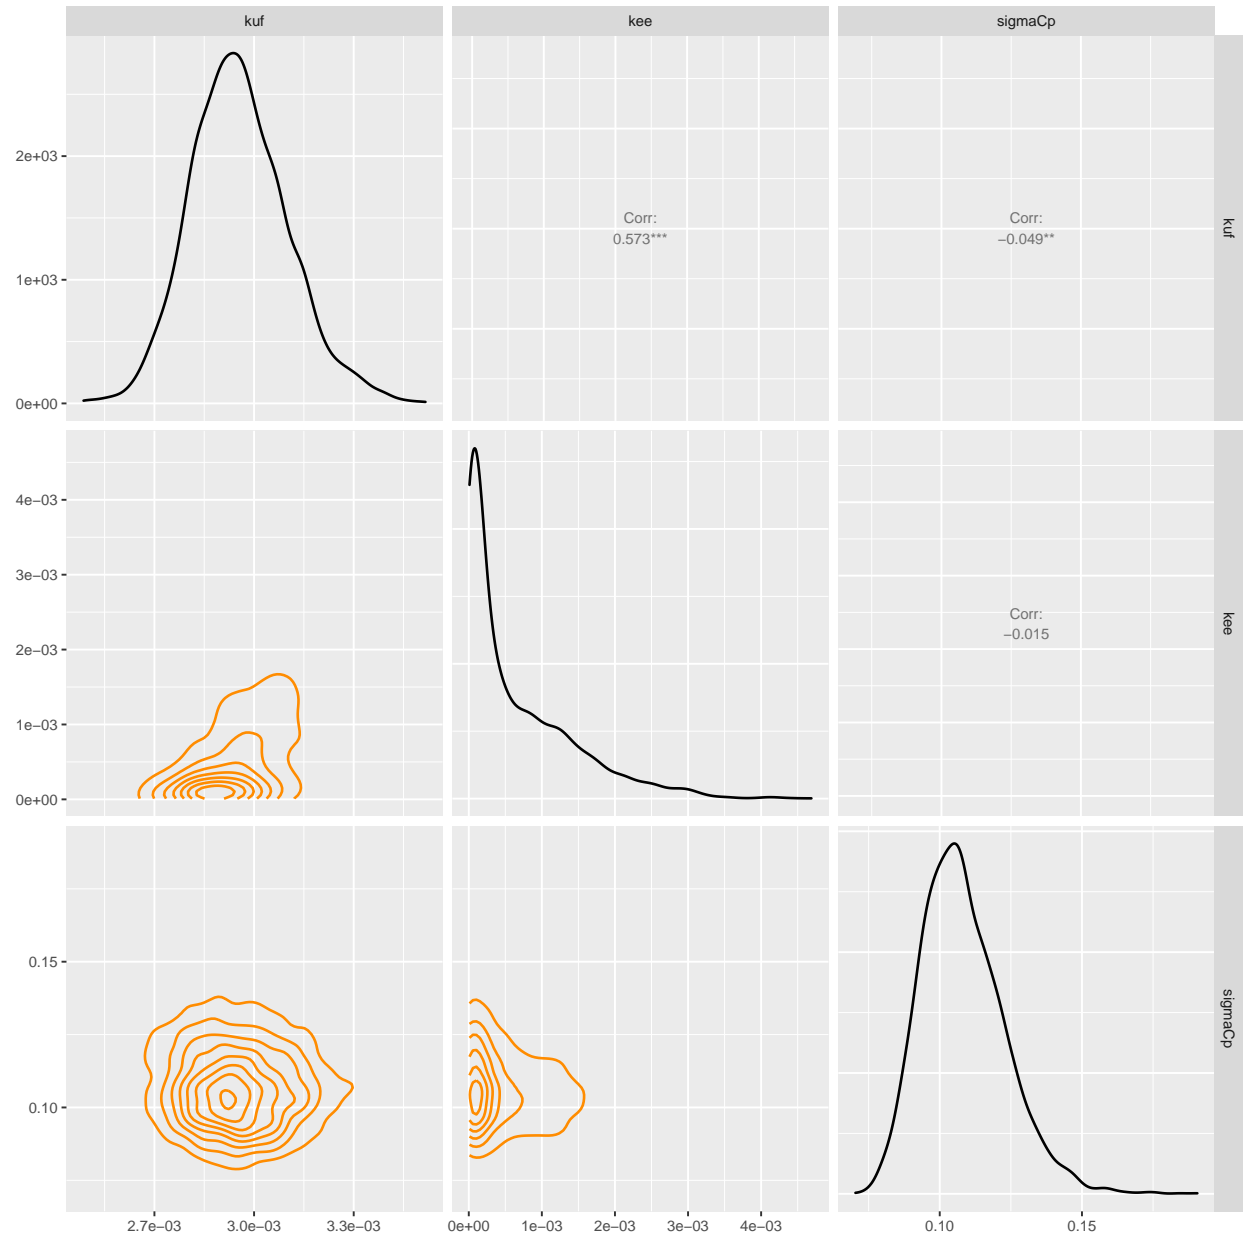 kuf kee sigmaCp
2e+03
1e+03
0e+00
Corr:
0.573***
Corr:
−0.049**
kuf
4e−03
3e−03
2e−03
1e−03
0e+00
Corr:
−0.015
kee
0.15
0.10
sigmaCp
2.7e−03 3.0e−03 3.3e−03 0e+00 1e−03 2e−03 3e−03 4e−03 0.10 0.15